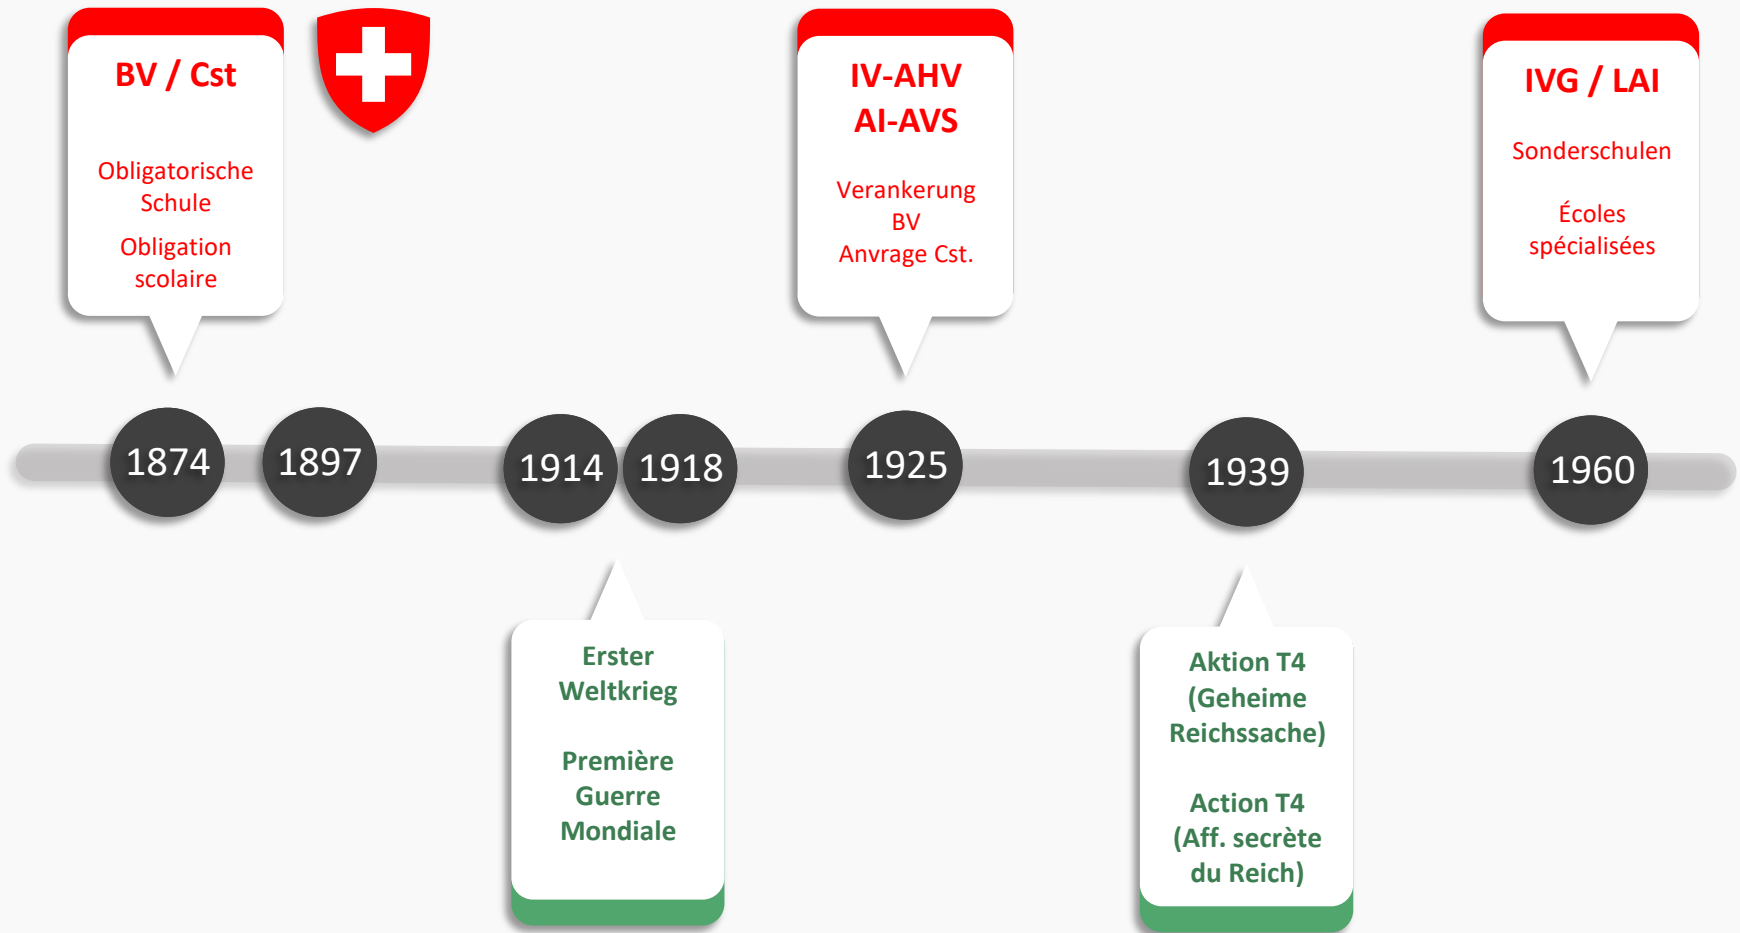 BV / Cst
Obligatorische
Schule
Obligation
scolaire
IV-AHV
AI-AVS
Verankerung
BV
Anvrage Cst.
IVG / LAI
Sonderschulen
Écoles
spécialisées
1874
1897
1914
1918
1925
1939
1960
Erster
Weltkrieg
Première
Guerre
Mondiale
Aktion T4
(Geheime
Reichssache)
Action T4
(Aff. secrète
du Reich)